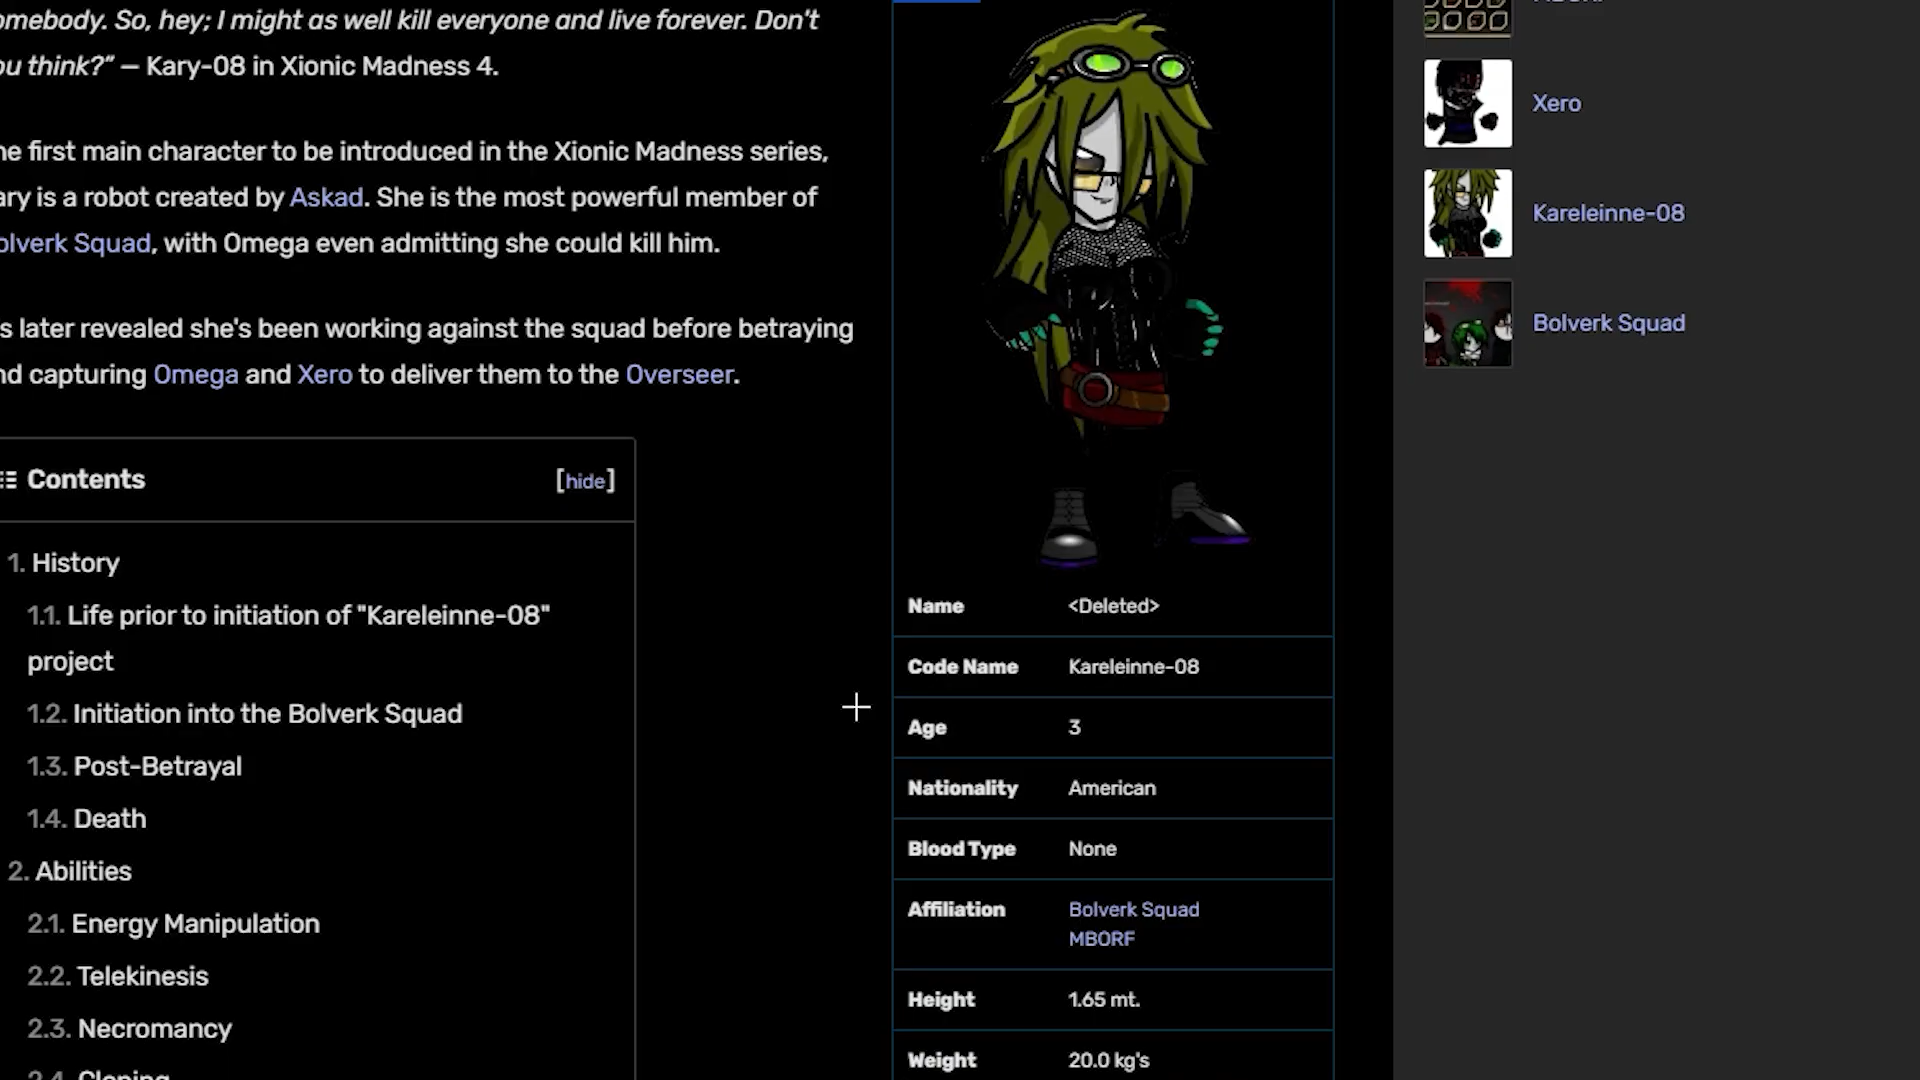 omebody. So, hey; I might as well kill everyone and live forever. Don't
ou think?” — Kary-08 in Xionic Madness 4.
he first main character to be introduced in the Xionic Madness series,
ary is a robot created by Askad. She is the most powerful member of
olverk Squad, with Omega even admitting she could kill him.
s later revealed she's been working against the squad before betraying
nd capturing Omega and Xero to deliver them to the Overseer.
Contents [hide]
1. History
1.1. Life prior to initiation of "Kareleinne-08"
project
1.2. Initiation into the Bolverk Squad
1.3. Post-Betrayal
1.4. Death
2. Abilities
2.1. Energy Manipulation
2.2. Telekinesis
2.3. Necromancy
2.4. Cloning
Name <Deleted>
Code Name Kareleinne-08
Age 3
Nationality American
Blood Type None
Affiliation Bolverk Squad
MBORF
Height 1.65 mt.
Weight 20.0 kg's
MBORF
Xero
Kareleinne-08
Bolverk Squad